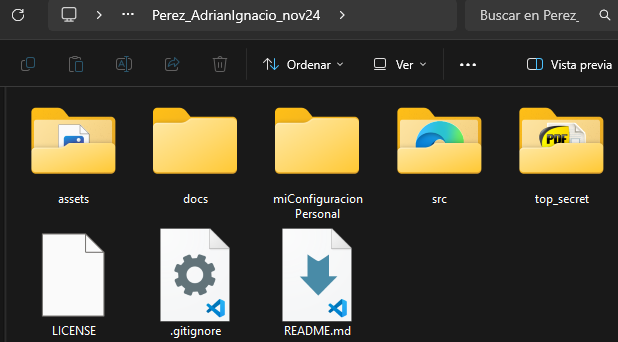 Perez_AdrianIgnacio_nov24
Buscar en Perez_
Ordenar
Ver
Vista previa
assets
docs
miConfiguracion
Personal
src
PDF
top_secret
LICENSE
.gitignore
README.md